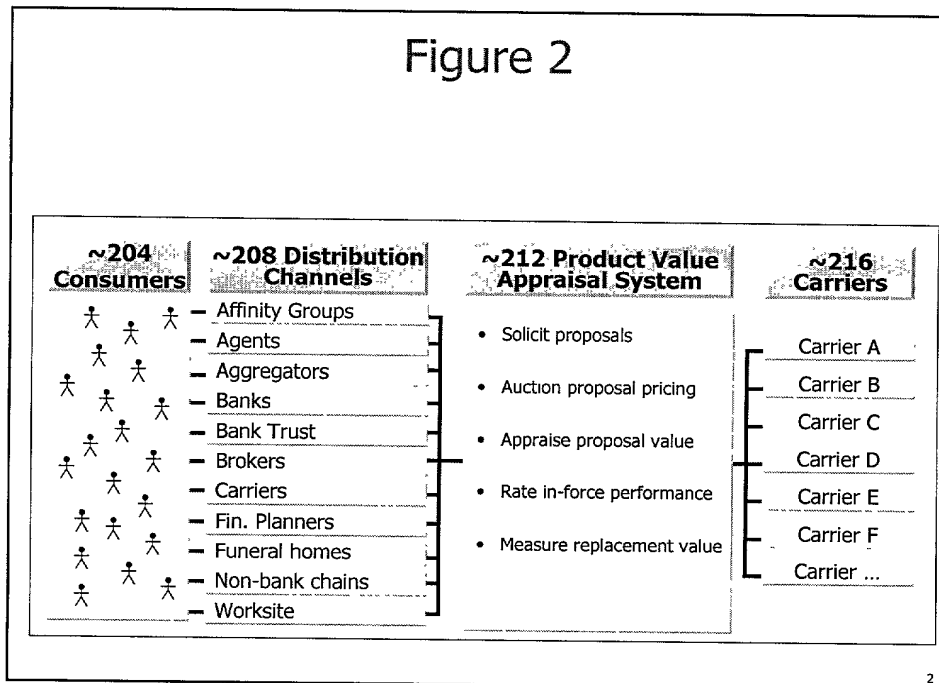 Figure 2
~204
Consumers
~208 Distribution
Channels
Affinity Groups
Agents
Aggregators
Banks
Bank Trust
Brokers
Carriers
Fin. Planners
Funeral homes
Non-bank chains
Worksite
~212 Product Value
Appraisal System
• Solicit proposals
• Auction proposal pricing
• Appraise proposal value
• Rate in-force performance
• Measure replacement value
~216
Carriers
Carrier A
Carrier B
Carrier C
Carrier D
Carrier E
Carrier F
Carrier ...
2